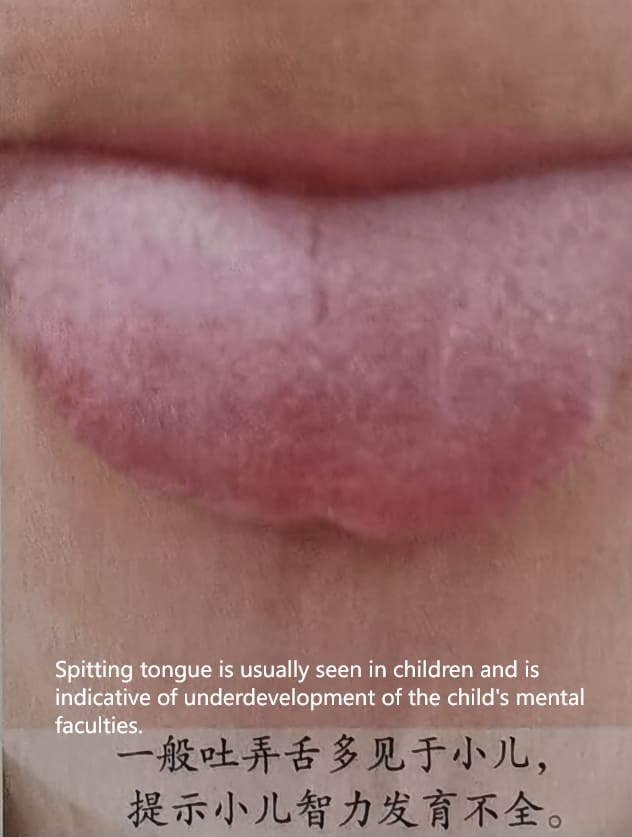 Spitting tongue is usually seen in children and is
indicative of underdevelopment of the child's mental
faculties.
一般吐弄舌多见于小儿，
提示小儿智力发育不全。